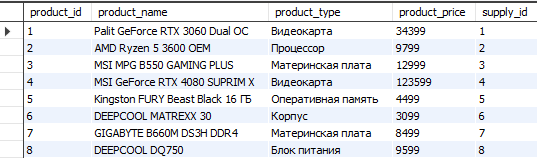 product_id product_name product_type product_price supply_id
1 Palit GeForce RTX 3060 Dual OC Видеокарта 34399 1
2 AMD Ryzen 5 3600 OEM Процессор 9799 2
3 MSI MPG B550 GAMING PLUS Материнская плата 12999 3
4 MSI GeForce RTX 4080 SUPRIM X Видеокарта 123599 4
5 Kingston FURY Beast Black 16 ГБ Оперативная память 4499 5
6 DEEPCOOL MATREXX 30 Корпус 3099 6
7 GIGABYTE B660M DS3H DDR4 Материнская плата 8499 7
8 DEEPCOOL DQ750 Блок питания 9599 8